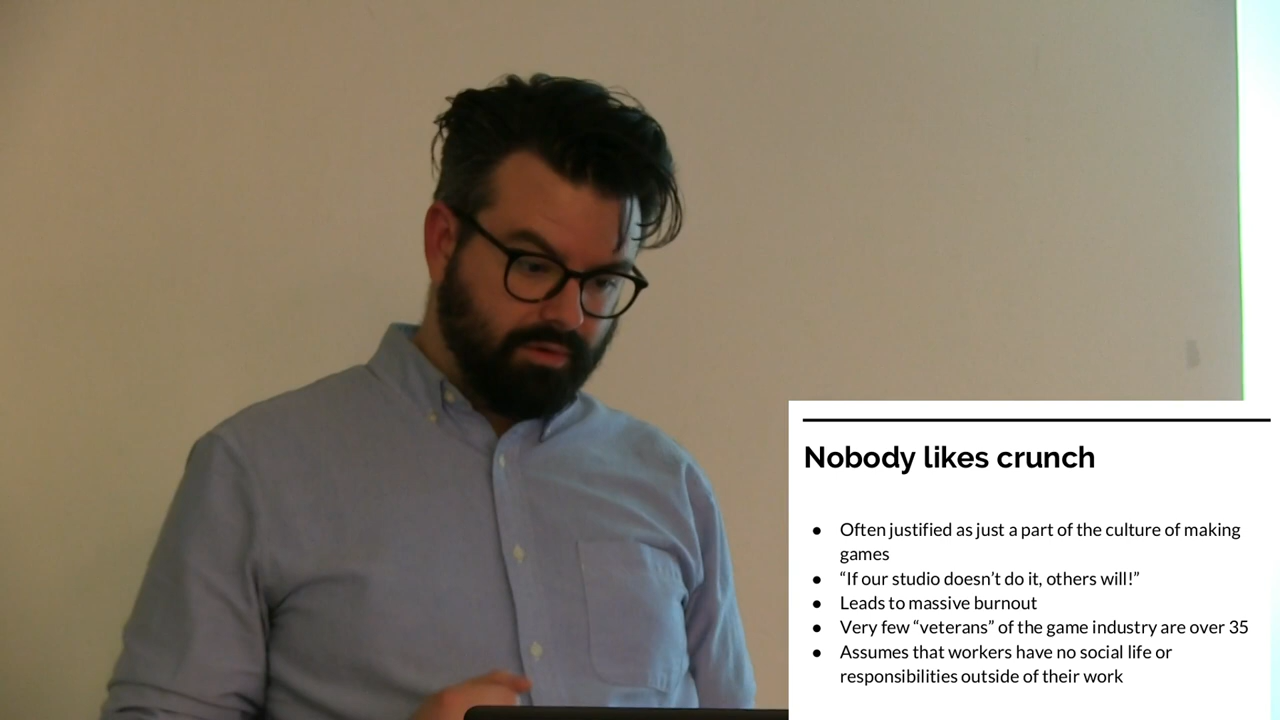 Nobody likes crunch
● Often justified as just a part of the culture of making
games
● “If our studio doesn’t do it, others will!”
● Leads to massive burnout
● Very few “veterans” of the game industry are over 35
● Assumes that workers have no social life or
responsibilities outside of their work